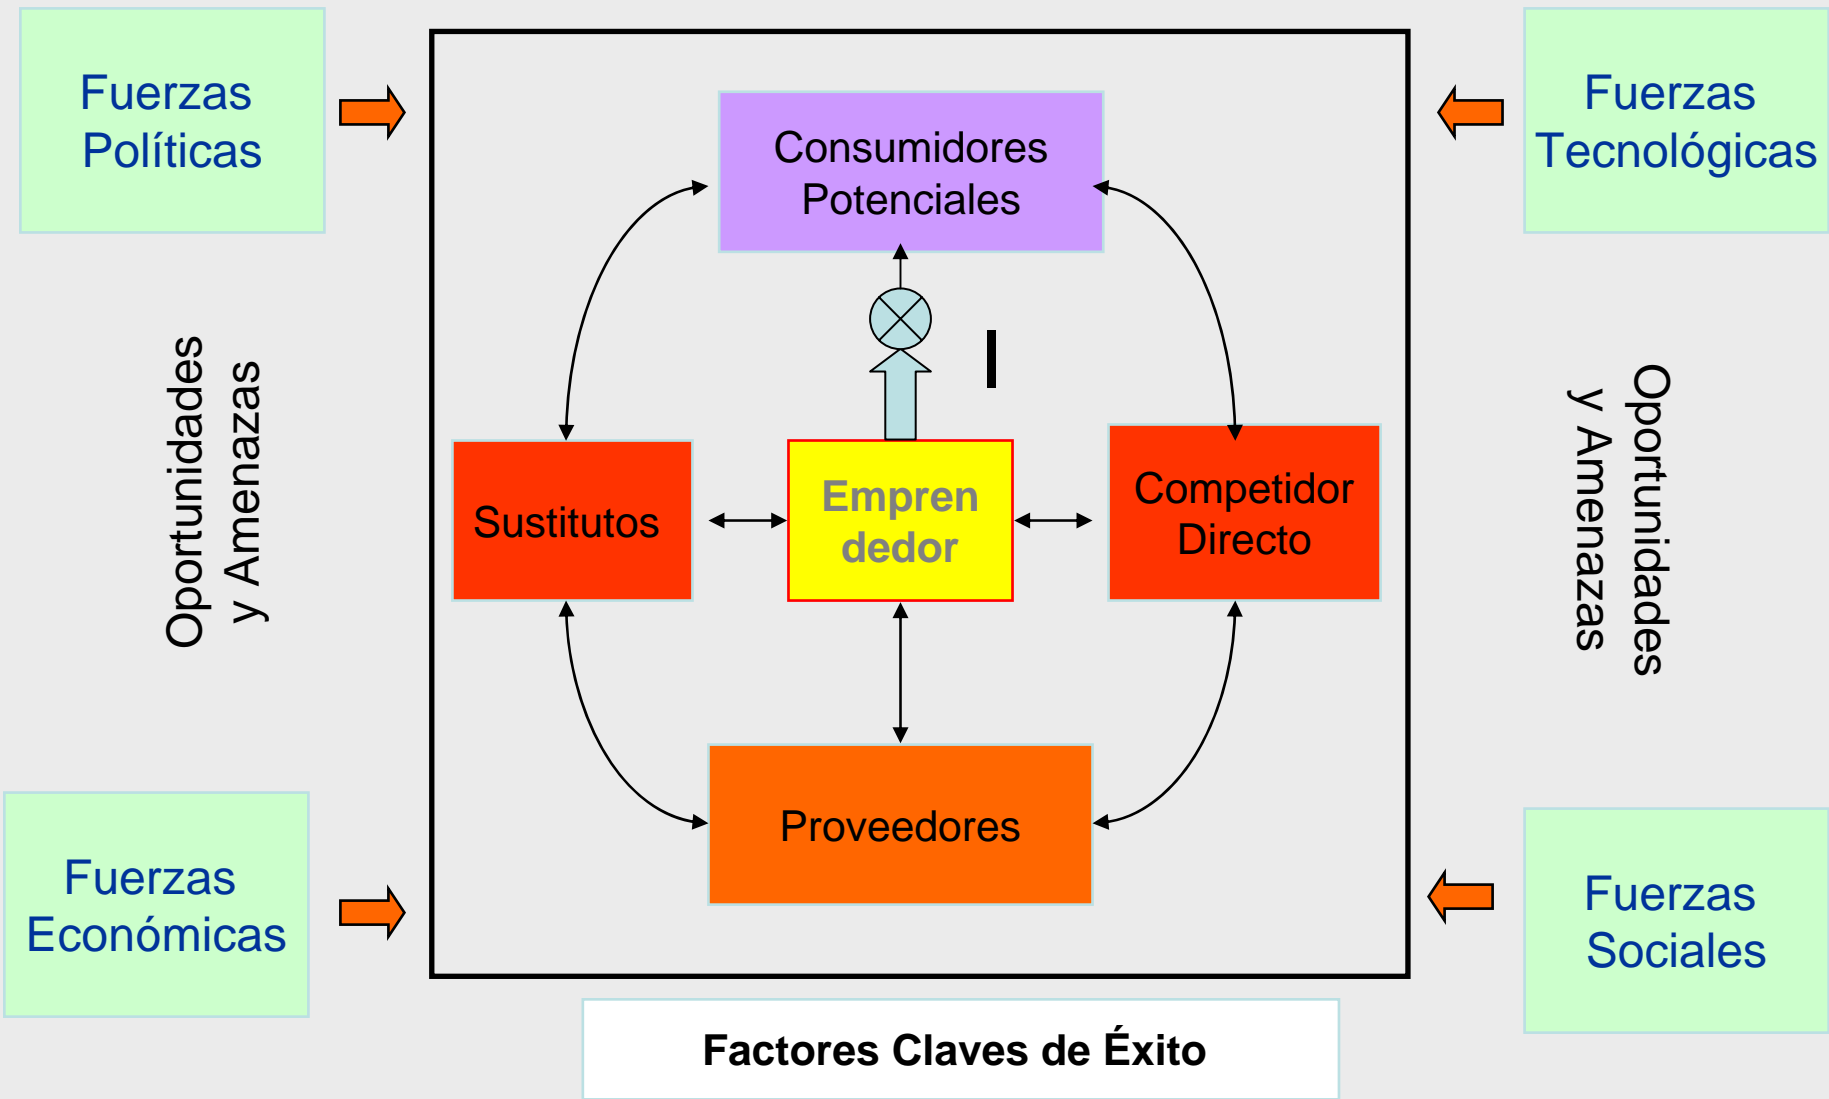 Fuerzas
Políticas
Fuerzas
Tecnológicas
Consumidores
Potenciales
I
Oportunidades
y Amenazas
Oportunidades
y Amenazas
Sustitutos
Empren
dedor
Competidor
Directo
Proveedores
Fuerzas
Económicas
Fuerzas
Sociales
Factores Claves de Éxito